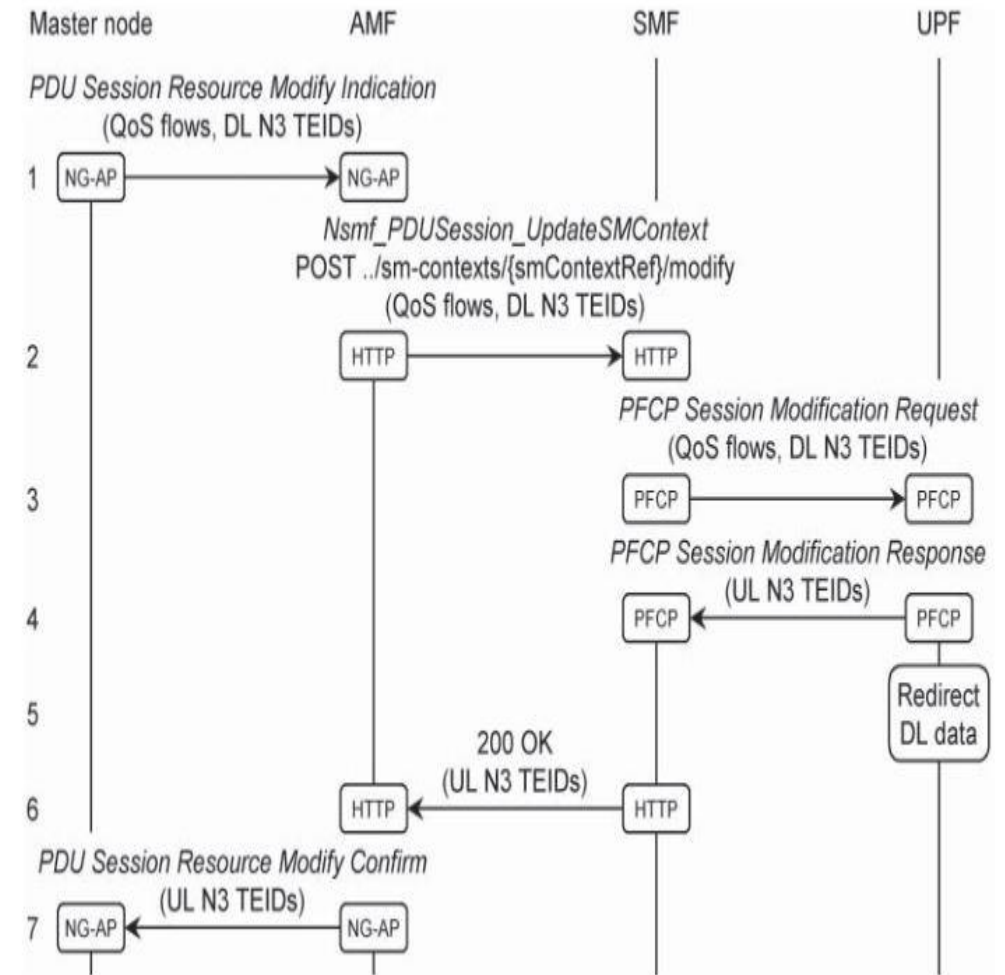 Master node AMF SMF UPF
PDU Session Resource Modify Indication
(QoS flows, DL N3 TEIDs)
1 NG-AP NG-AP
Nsmf_PDUSession_UpdateSMContext
POST ../sm-contexts/{smContextRef}/modify
(QoS flows, DL N3 TEIDs)
2 HTTP HTTP
PFCP Session Modification Request
(QoS flows, DL N3 TEIDs)
3 PFCP PFCP
PFCP Session Modification Response
(UL N3 TEIDs)
4 PFCP PFCP
5 Redirect
DL data
200 OK
(UL N3 TEIDs)
6 HTTP HTTP
PDU Session Resource Modify Confirm
(UL N3 TEIDs)
7 NG-AP NG-AP